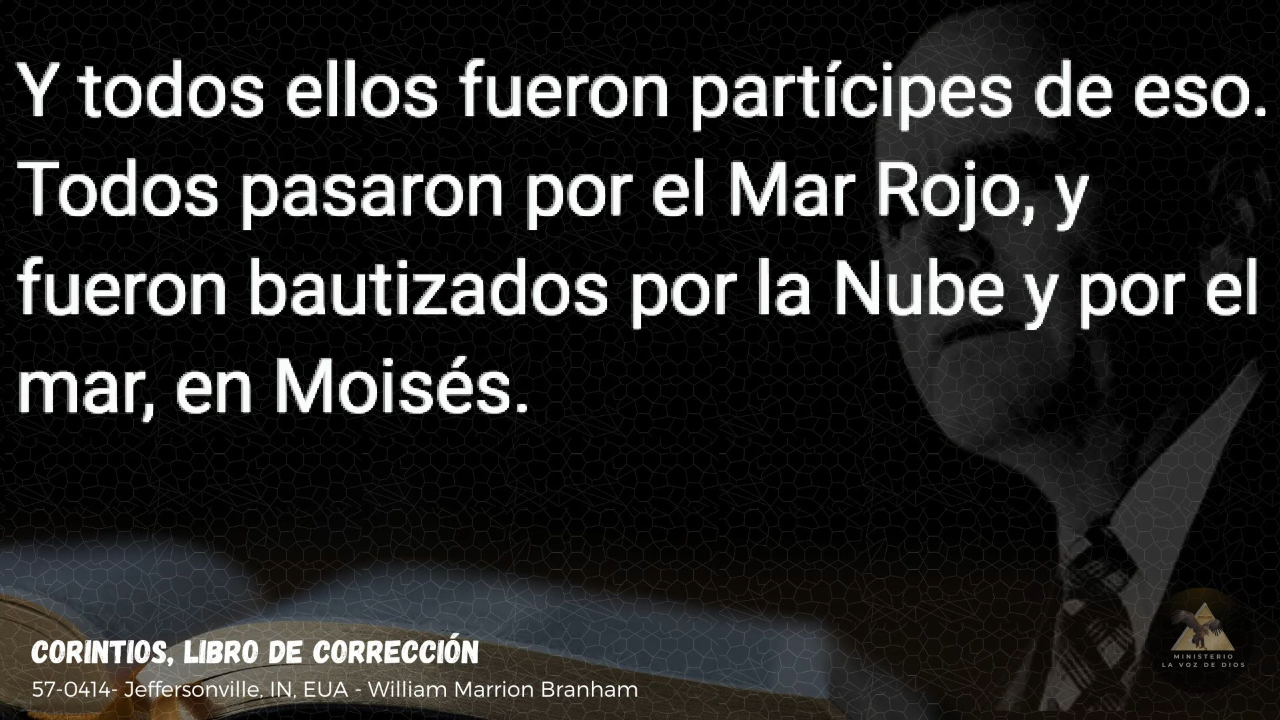 Y todos ellos fueron partícipes de eso.
Todos pasaron por el Mar Rojo, y
fueron bautizados por la Nube y por el
mar, en Moisés.
CORINTIOS, LIBRO DE CORRECCIÓN
57-0414- Jeffersonville, IN, EUA - William Marrion Branham
MINISTERIO
LA VOZ DE DIOS